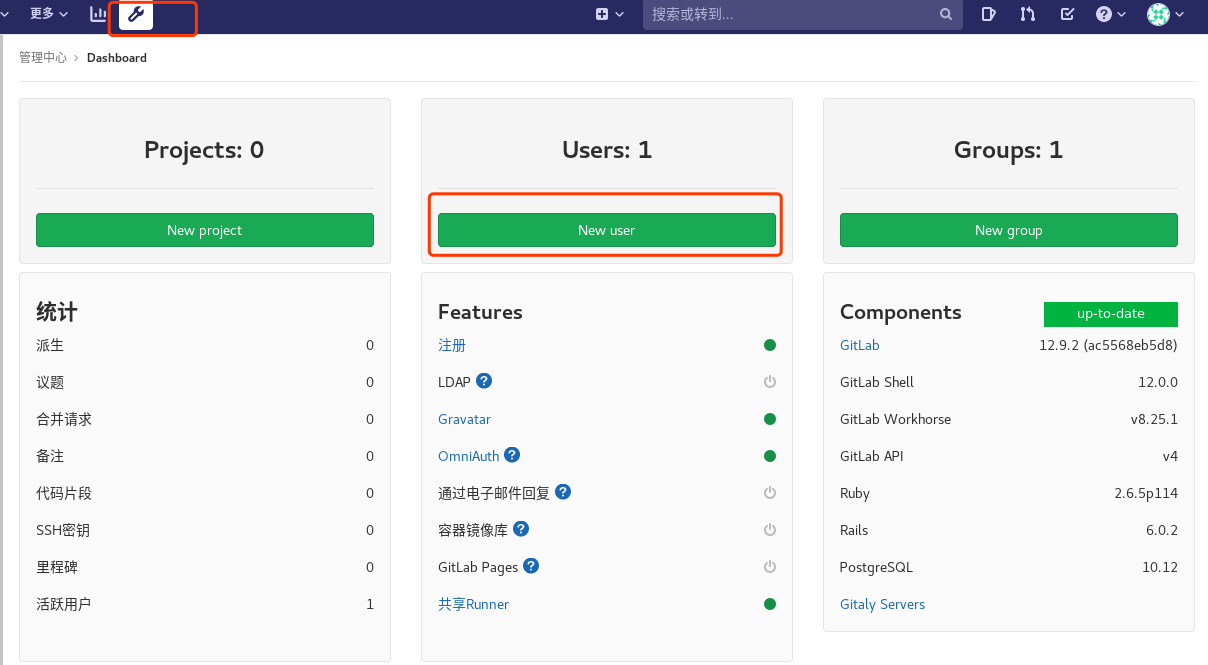 更多
搜索或转到...
管理中心 › Dashboard
Projects: 0
New project
Users: 1
New user
Groups: 1
New group
统计
派生 0
议题 0
合并请求 0
备注 0
代码片段 0
SSH密钥 0
里程碑 0
活跃用户 1
Features
注册
LDAP
Gravatar
OmniAuth
通过电子邮件回复
容器镜像库
GitLab Pages
共享Runner
Components up-to-date
GitLab 12.9.2 (ac5568eb5d8)
GitLab Shell 12.0.0
GitLab Workhorse v8.25.1
GitLab API v4
Ruby 2.6.5p114
Rails 6.0.2
PostgreSQL 10.12
Gitaly Servers